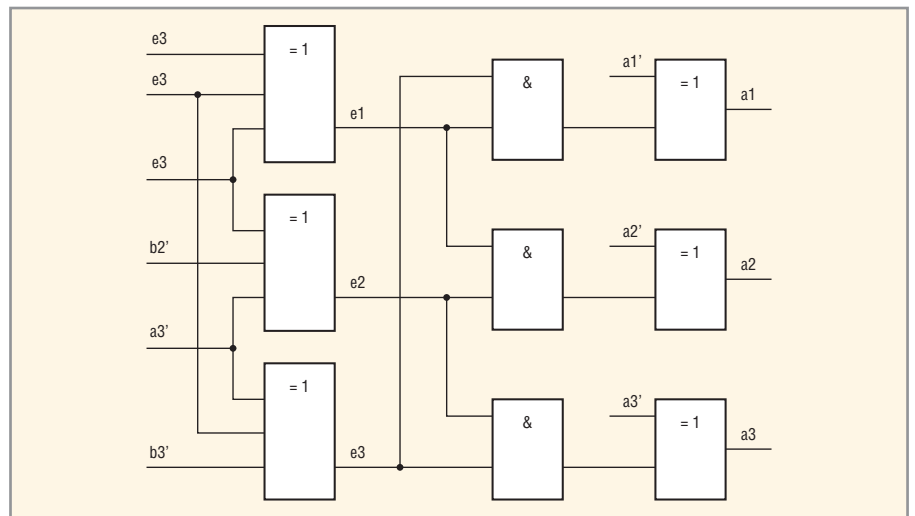 e3
= 1
e3
e1
e3
= 1
b2’
e2
a3’
= 1
b3’
e3
&
a1’
= 1
a1
&
a2’
= 1
a2
&
a3’
= 1
a3